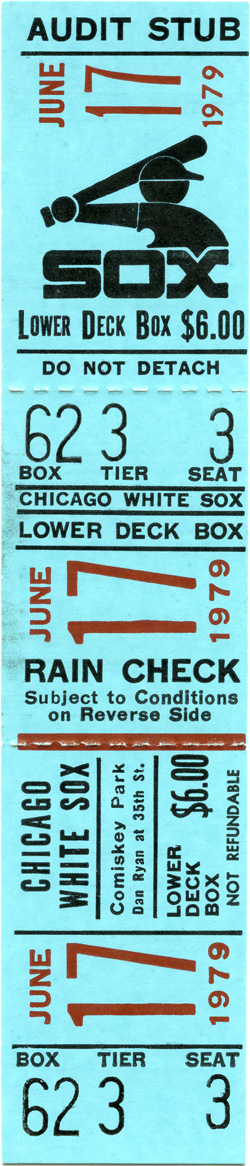 AUDIT STUB
JUNE 17 1979
SOX
LOWER DECK BOX $6.00
DO NOT DETACH
62 3 3
BOX TIER SEAT
CHICAGO WHITE SOX
LOWER DECK BOX
JUNE 17 1979
RAIN CHECK
Subject to Conditions
on Reverse Side
CHICAGO
WHITE SOX
Comiskey Park
Dan Ryan at 35th St.
$6.00
LOWER
DECK
BOX
NOT REFUNDABLE
JUNE 17 1979
BOX TIER SEAT
62 3 3